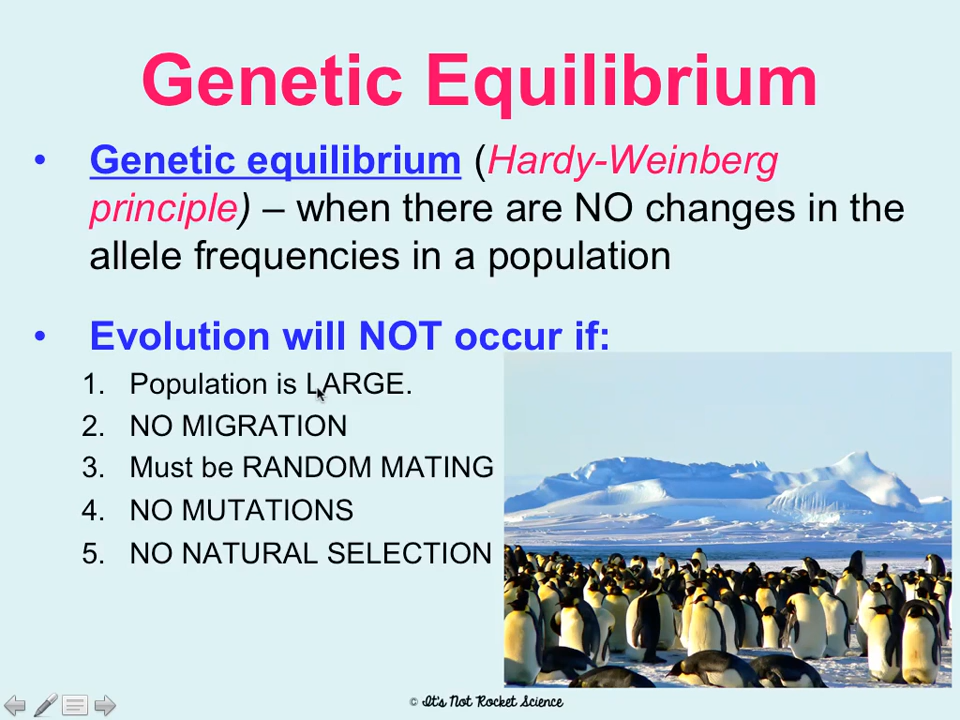 Genetic Equilibrium
• Genetic equilibrium (Hardy-Weinberg
principle) – when there are NO changes in the
allele frequencies in a population
• Evolution will NOT occur if:
1. Population is LARGE.
2. NO MIGRATION
3. Must be RANDOM MATING
4. NO MUTATIONS
5. NO NATURAL SELECTION
© It's Not Rocket Science